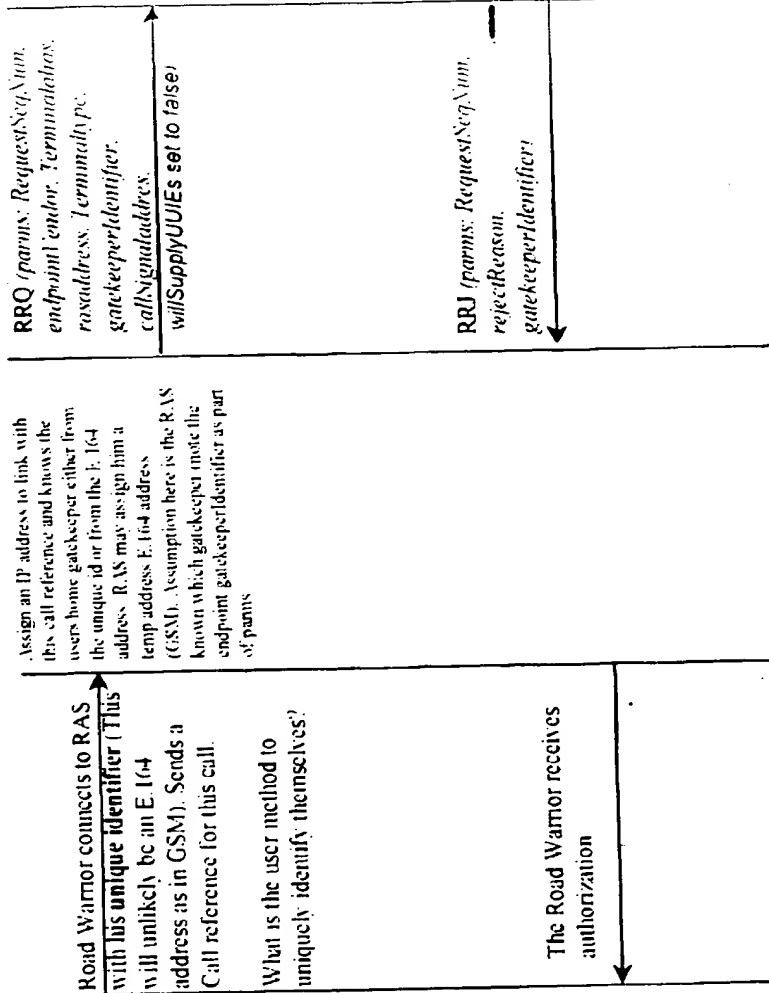 Road Warrior connects to RAS
with his unique identifier (This
will unlikely be an E.164
address as in GSM). Sends a
Call reference for this call.
What is the user method to
uniquely identify themselves?
The Road Warrior receives
authorization
Assign an IP address to link with
this call reference and knows the
users home gatekeeper either from
the unique id or from the E.164
address. RAS may assign him a
temp address E.164 address
(GSM). Assumption here is the RAS
known which gatekeeper (note the
endpoint gatekeeperIdentifier as part
of parms
RRQ (parms: RequestSeqNum,
endpointVendor, Terminalalias,
rasaddress, Terminaltype,
gatekeeperIdentifier,
callSignaladdres,
willSupplyUUIEs set to false)
RRJ (parms: RequestSeqNum,
rejectReason,
gatekeeperIdentifier)